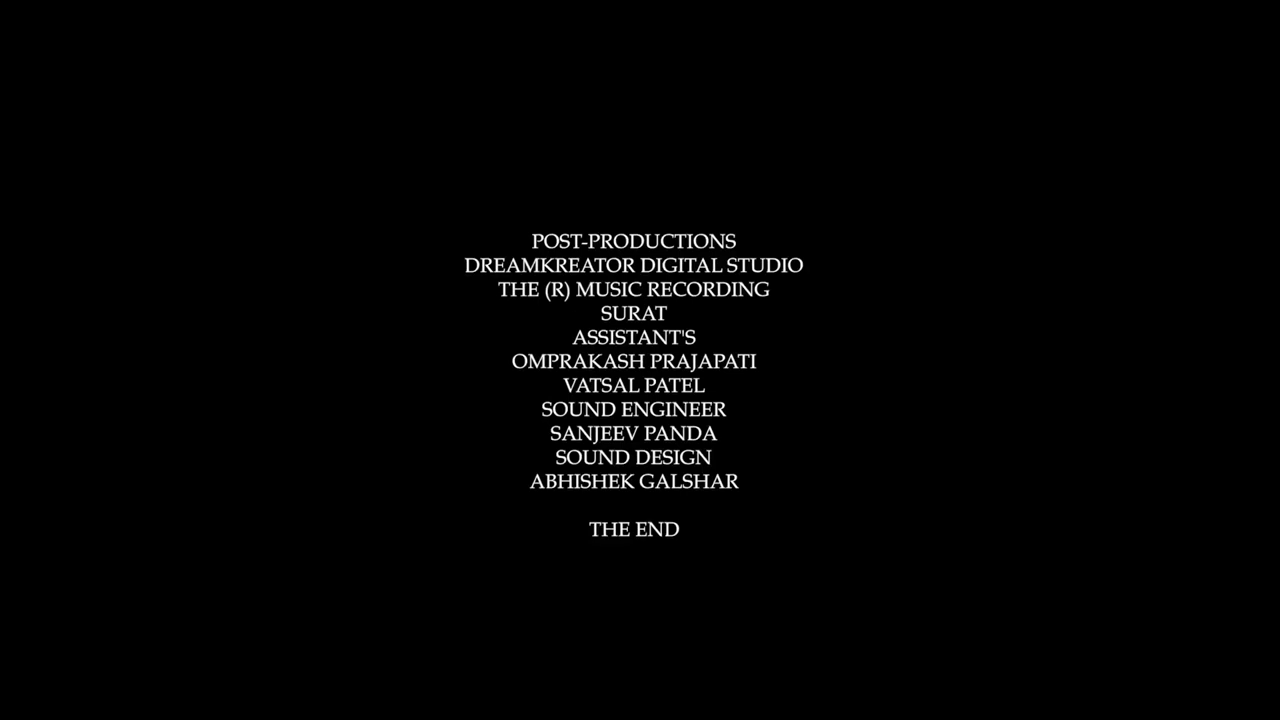 POST-PRODUCTIONS
DREAMKREATOR DIGITAL STUDIO
THE (R) MUSIC RECORDING
SURAT
ASSISTANT'S
OMPRAKASH PRAJAPATI
VATSAL PATEL
SOUND ENGINEER
SANJEEV PANDA
SOUND DESIGN
ABHISHEK GALSHAR
THE END